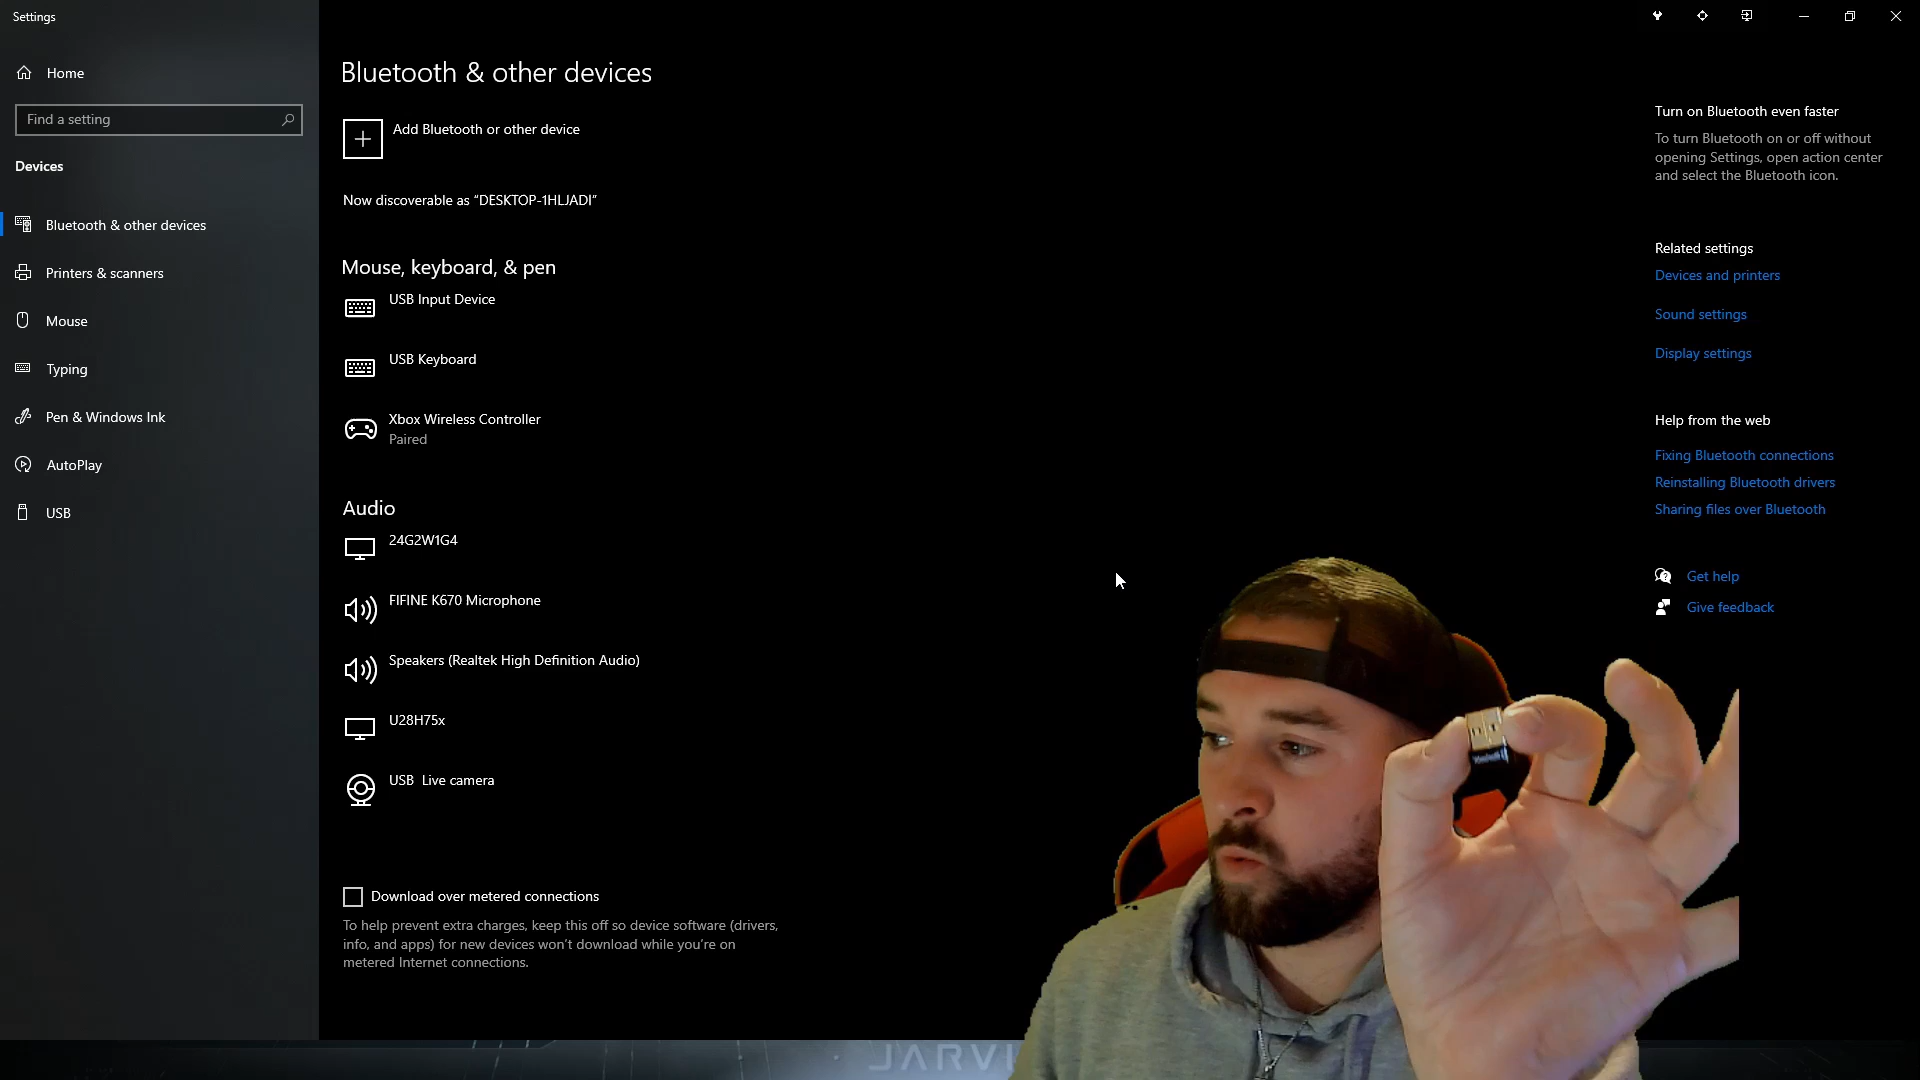 Settings
Home
Find a setting
Devices
Bluetooth & other devices
Printers & scanners
Mouse
Typing
Pen & Windows Ink
AutoPlay
USB
Bluetooth & other devices
Add Bluetooth or other device
Now discoverable as "DESKTOP-1HLJADI"
Mouse, keyboard, & pen
USB Input Device
USB Keyboard
Xbox Wireless Controller
Paired
Audio
24G2W1G4
FIFINE K670 Microphone
Speakers (Realtek High Definition Audio)
U28H75x
USB Live camera
Download over metered connections
To help prevent extra charges, keep this off so device software (drivers,
info, and apps) for new devices won't download while you're on
metered Internet connections.
Turn on Bluetooth even faster
To turn Bluetooth on or off without
opening Settings, open action center
and select the Bluetooth icon.
Related settings
Devices and printers
Sound settings
Display settings
Help from the web
Fixing Bluetooth connections
Reinstalling Bluetooth drivers
Sharing files over Bluetooth
Get help
Give feedback
JARVI